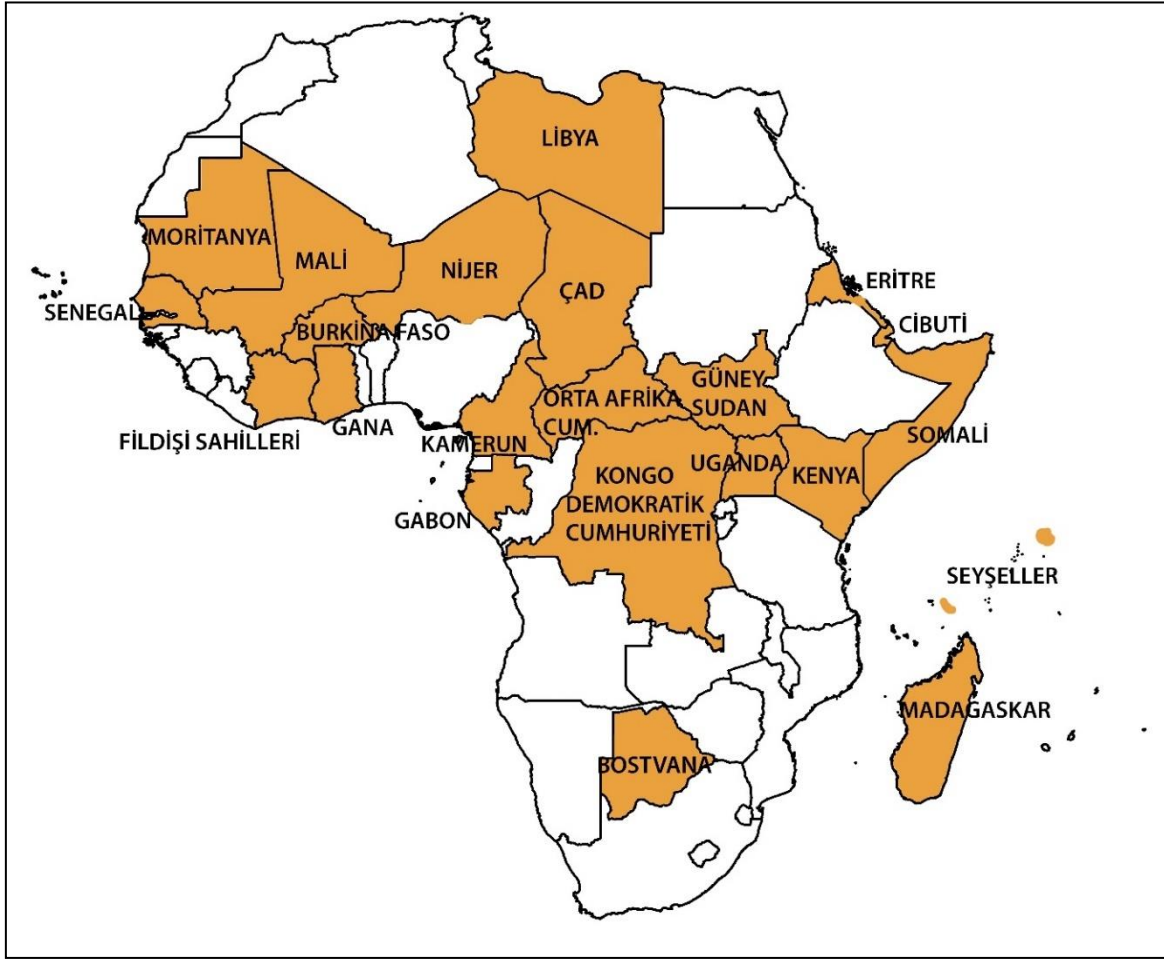 LİBYA
MORİTANYA
MALİ
NİJER
ÇAD
ERİTRE
SENEGAL
CİBUTİ
BURKİNA FASO
GÜNEY
SUDAN
ORTA AFRİKA
CUM.
FİLDİŞİ SAHİLLERİ
GANA
KAMERUN
SOMALİ
UGANDA
KENYA
KONGO
DEMOKRATİK
CUMHURİYETİ
GABON
SEYŞELLER
MADAGASKAR
BOSTVANA